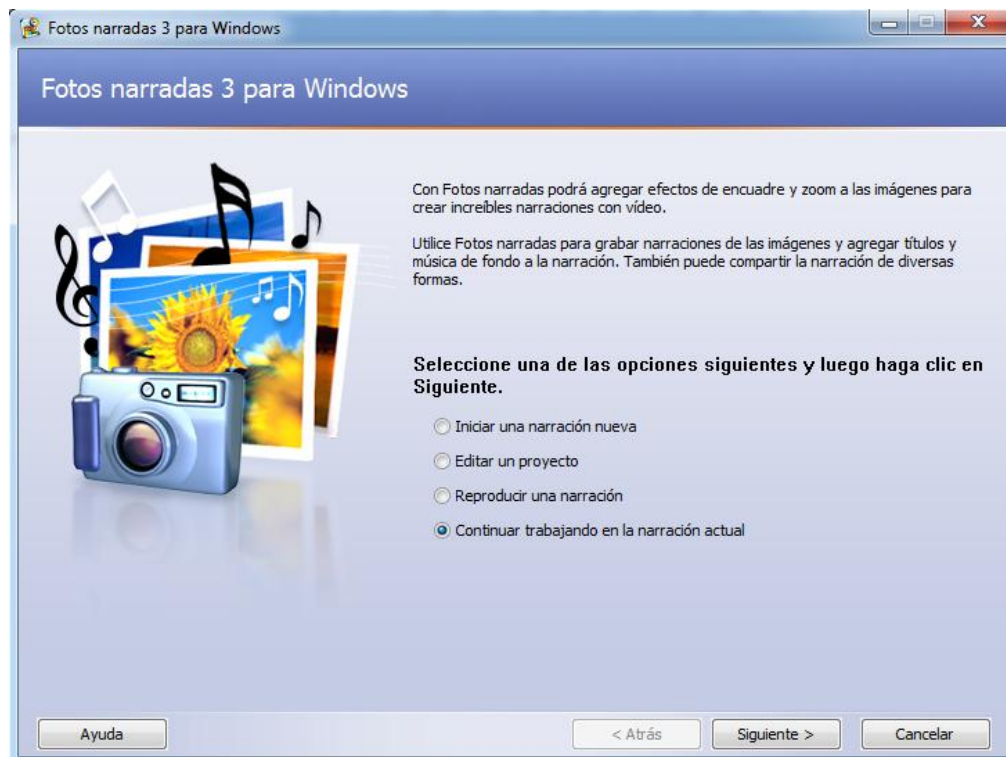 Fotos narradas 3 para Windows
Fotos narradas 3 para Windows
Con Fotos narradas podrá agregar efectos de encuadre y zoom a las imágenes para
crear increíbles narraciones con vídeo.
Utilice Fotos narradas para grabar narraciones de las imágenes y agregar títulos y
música de fondo a la narración. También puede compartir la narración de diversas
formas.
Seleccione una de las opciones siguientes y luego haga clic en
Siguiente.
Iniciar una narración nueva
Editar un proyecto
Reproducir una narración
Continuar trabajando en la narración actual
Ayuda
< Atrás
Siguiente >
Cancelar